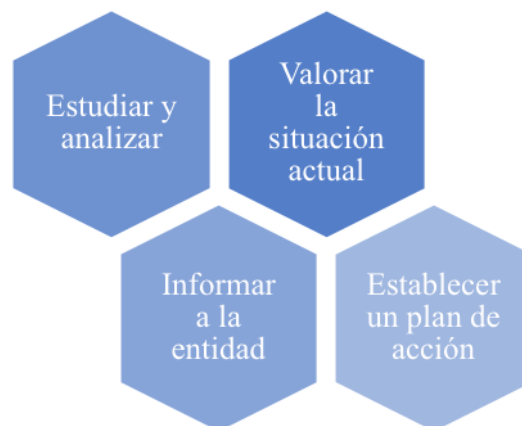 Estudiar y
analizar
Valorar
la
situación
actual
Informar
a la
entidad
Establecer
un plan de
acción